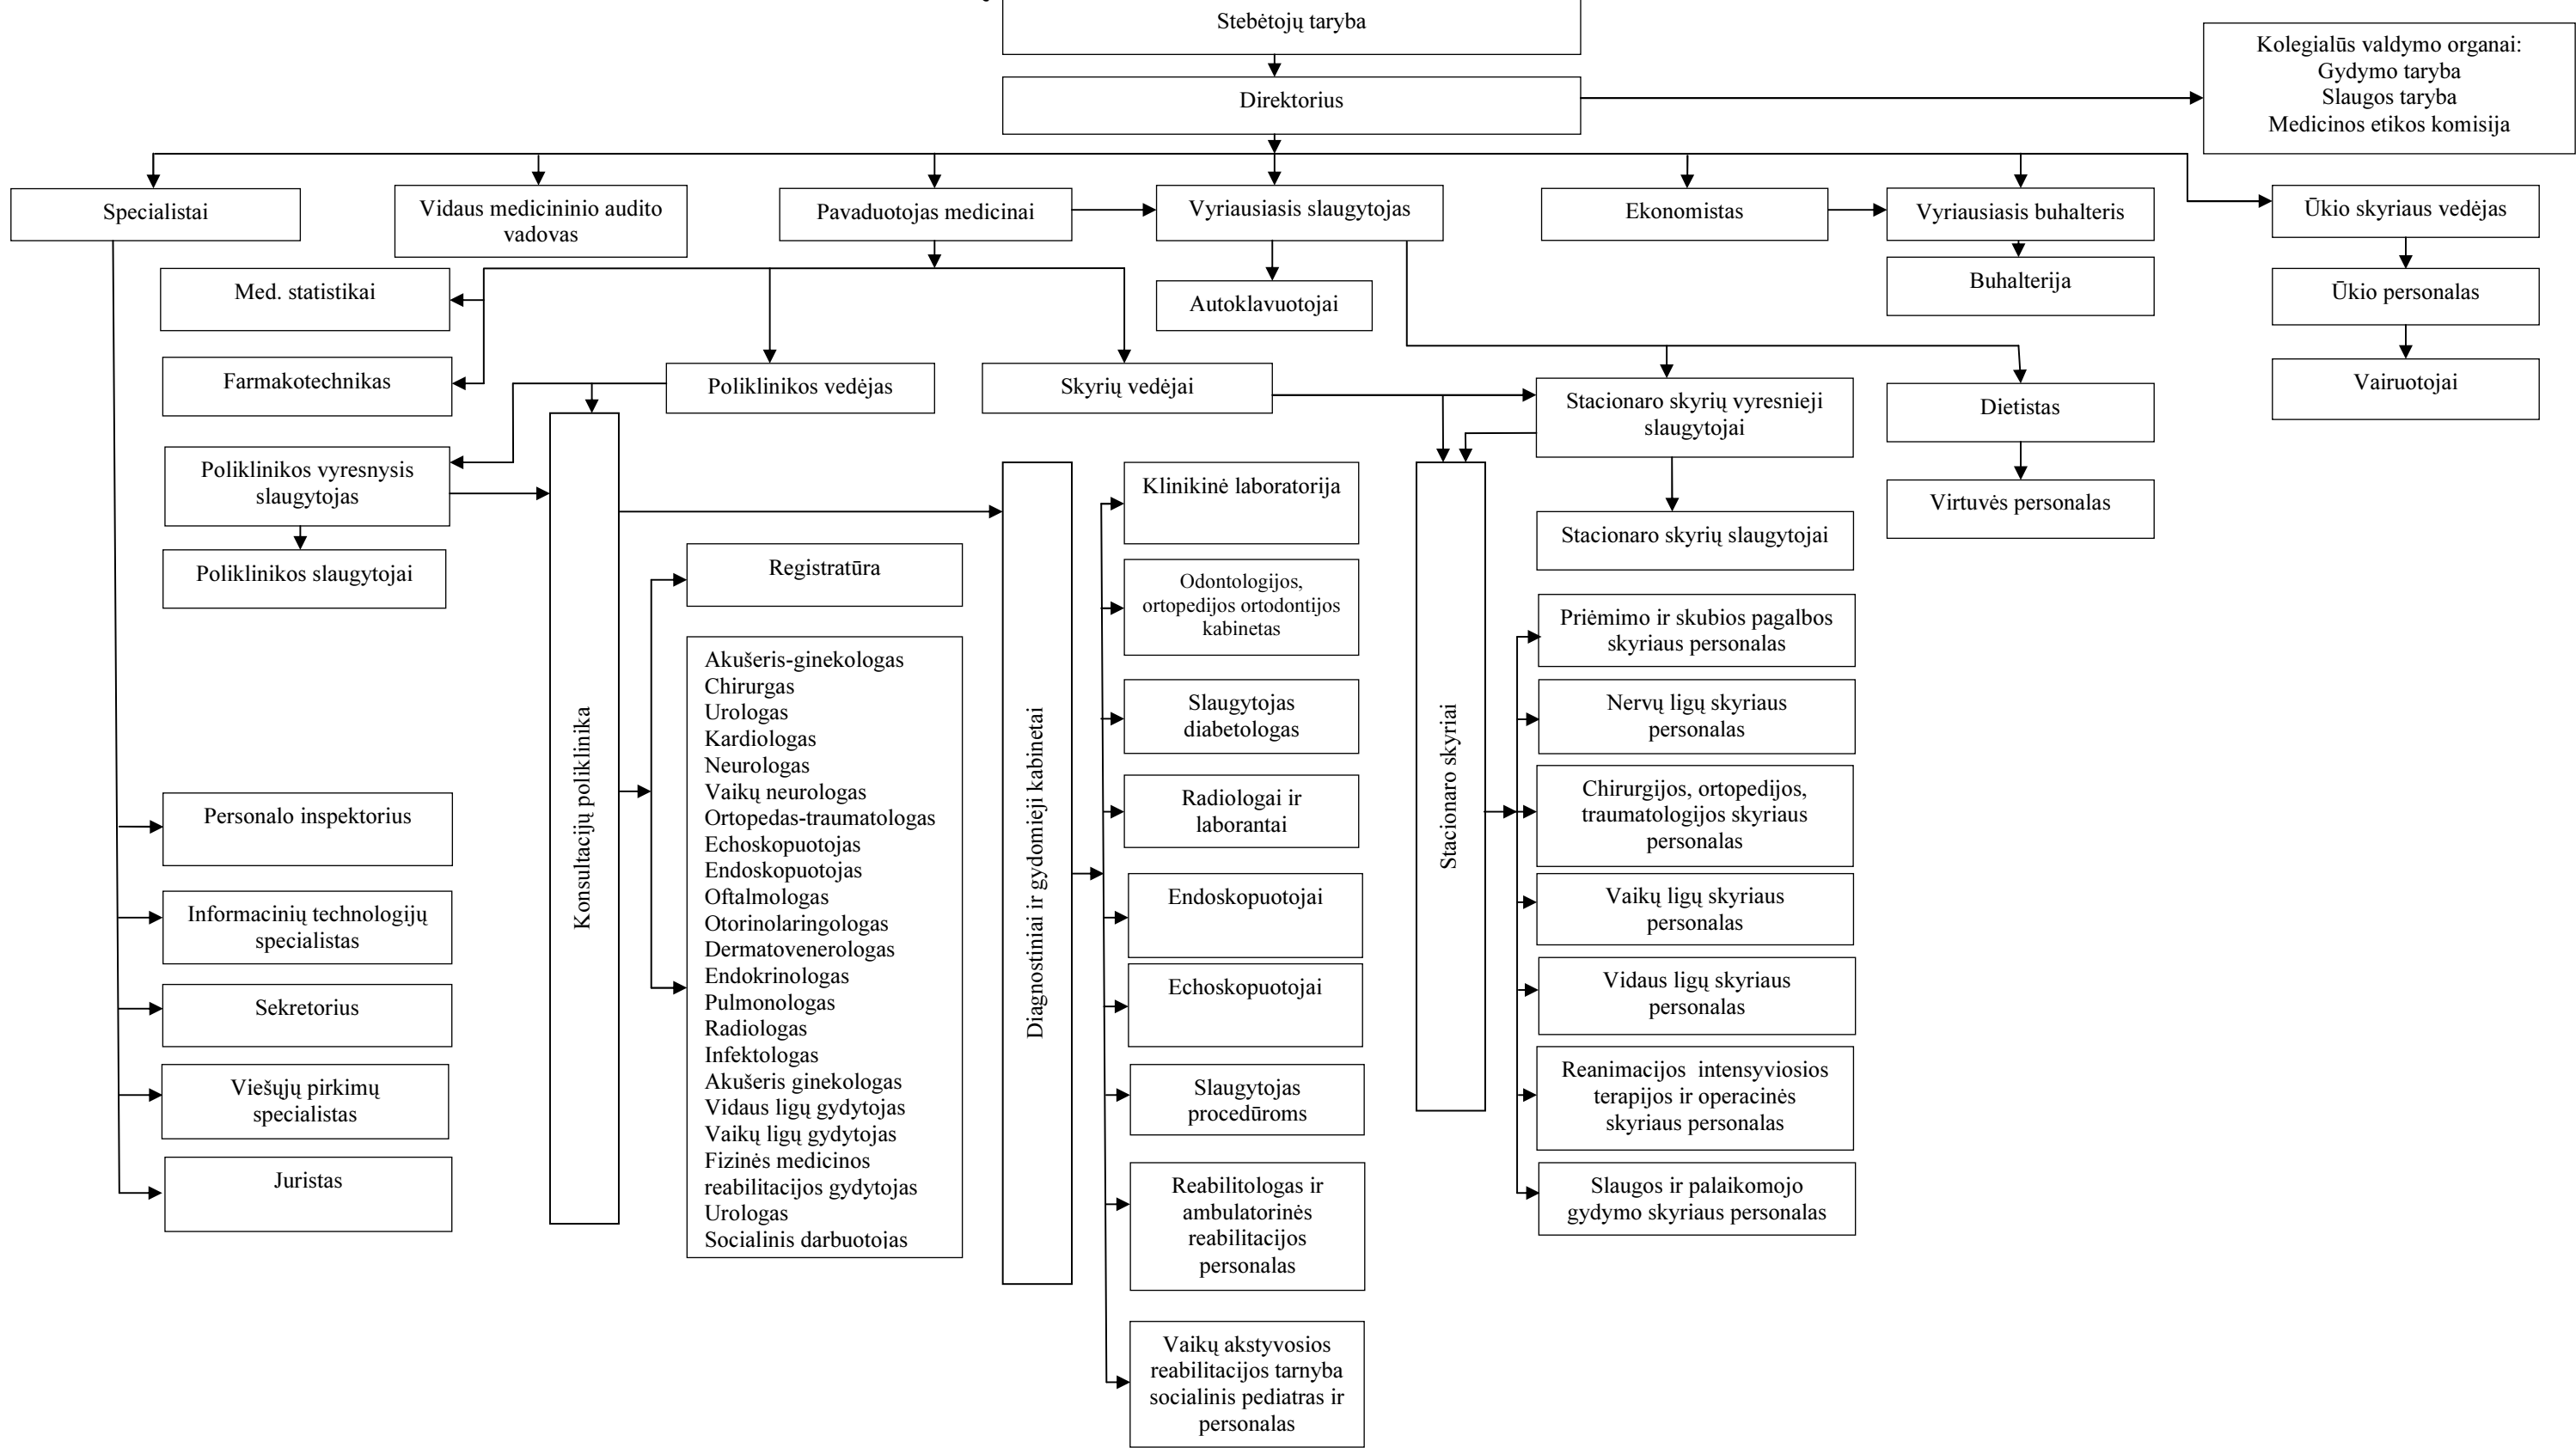 Stebėtojų taryba
Kolegialūs valdymo organai:
Gydymo taryba
Slaugos taryba
Medicinos etikos komisija
Direktorius
Specialistai
Vidaus medicininio audito
vadovas
Pavaduotojas medicinai
Vyriausiasis slaugytojas
Ekonomistas
Vyriausiasis buhalteris
Ūkio skyriaus vedėjas
Med. statistikai
Autoklavuotojai
Buhalterija
Ūkio personalas
Farmakotechnikas
Poliklinikos vedėjas
Skyrių vedėjai
Stacionaro skyrių vyresnieji
slaugytojai
Dietistas
Vairuotojai
Poliklinikos vyresnysis
slaugytojas
Virtuvės personalas
Stacionaro skyrių slaugytojai
Poliklinikos slaugytojai
Personalo inspektorius
Informacinių technologijų
specialistas
Sekretorius
Viešųjų pirkimų
specialistas
Juristas
Konsultacijų poliklinika
Registratūra
Akušeris-ginekologas
Chirurgas
Urologas
Kardiologas
Neurologas
Vaikų neurologas
Ortopedas-traumatologas
Echoskopuotojas
Endoskopuotojas
Oftalmologas
Otorinolaringologas
Dermatovenerologas
Endokrinologas
Pulmonologas
Radiologas
Infektologas
Akušeris ginekologas
Vidaus ligų gydytojas
Vaikų ligų gydytojas
Fizinės medicinos
reabilitacijos gydytojas
Urologas
Socialinis darbuotojas
Diagnostiniai ir gydomieji kabinetai
Klinikinė laboratorija
Odontologijos,
ortopedijos ortodontijos
kabinetas
Slaugytojas
diabetologas
Radiologai ir
laborantai
Endoskopuotojai
Echoskopuotojai
Slaugytojas
procedūroms
Reabilitologas ir
ambulatorinės
reabilitacijos
personalas
Vaikų akstyvosios
reabilitacijos tarnyba
socialinis pediatras ir
personalas
Stacionaro skyriai
Priėmimo ir skubios pagalbos
skyriaus personalas
Nervų ligų skyriaus
personalas
Chirurgijos, ortopedijos,
traumatologijos skyriaus
personalas
Vaikų ligų skyriaus
personalas
Vidaus ligų skyriaus
personalas
Reanimacijos intensyviosios
terapijos ir operacinės
skyriaus personalas
Slaugos ir palaikomojo
gydymo skyriaus personalas